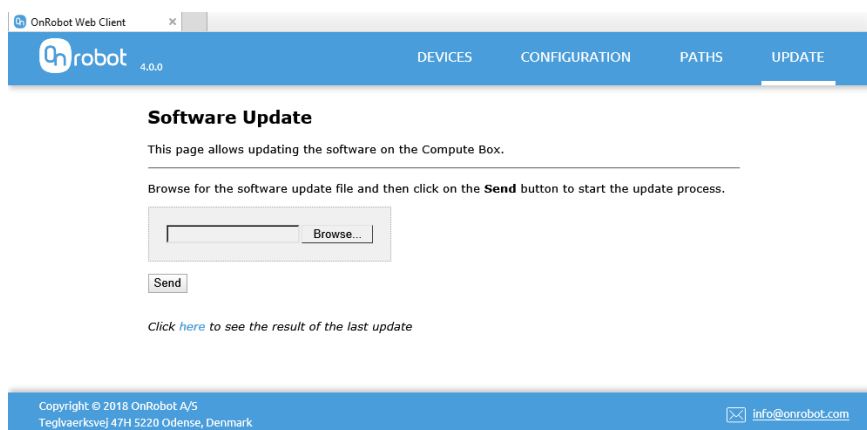 OnRobot Web Client
OnRobot 4.0.0 DEVICES CONFIGURATION PATHS UPDATE
Software Update
This page allows updating the software on the Compute Box.
Browse for the software update file and then click on the Send button to start the update process.
Browse...
Send
Click here to see the result of the last update
Copyright © 2018 OnRobot A/S
Teglvaerksvej 47H 5220 Odense, Denmark
info@onrobot.com